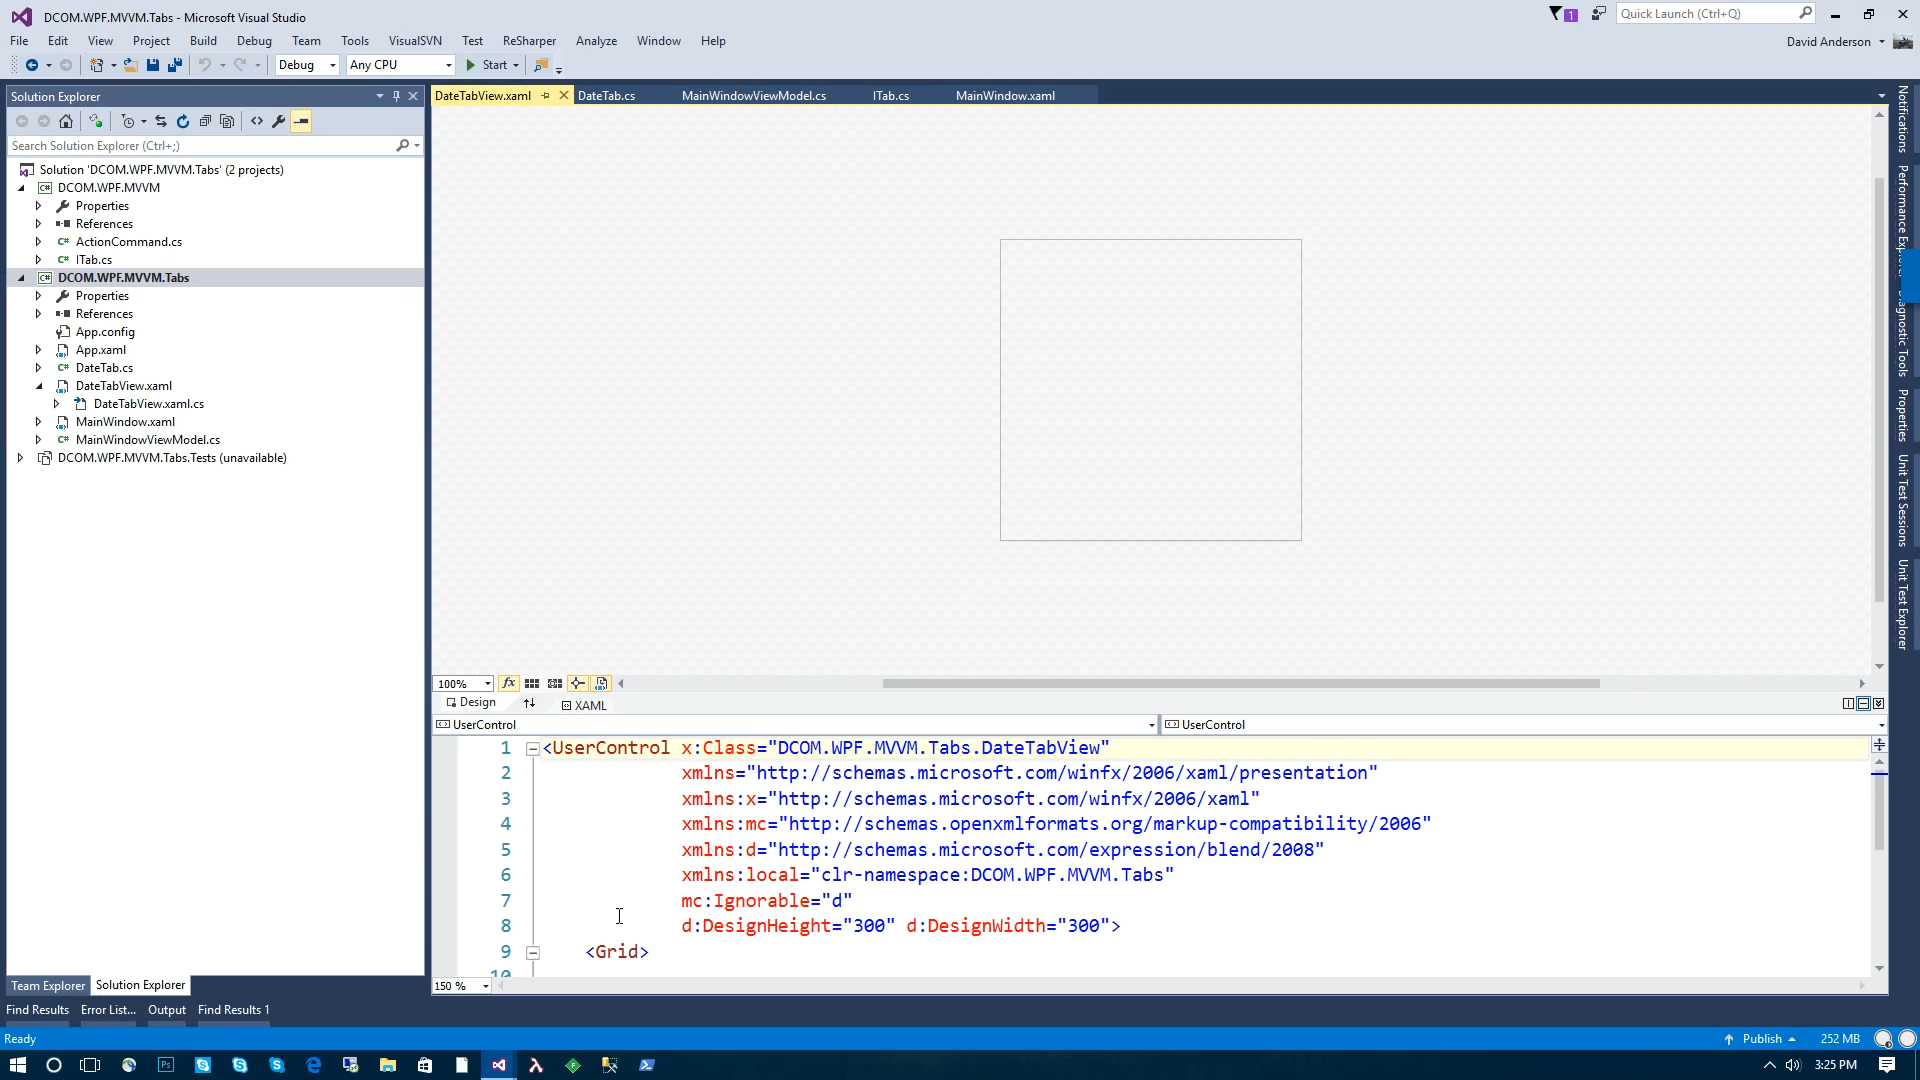 DCOM.WPF.MVVM.Tabs - Microsoft Visual Studio
1
Quick Launch (Ctrl+Q)
File Edit View Project Build Debug Team Tools VisualSVN Test ReSharper Analyze Window Help
David Anderson
Debug Any CPU Start
Solution Explorer
DateTabView.xaml DateTab.cs MainWindowViewModel.cs ITab.cs MainWindow.xaml
Search Solution Explorer (Ctrl+;)
Solution 'DCOM.WPF.MVVM.Tabs' (2 projects)
C# DCOM.WPF.MVVM
Properties
References
C# ActionCommand.cs
C# ITab.cs
C# DCOM.WPF.MVVM.Tabs
Properties
References
App.config
App.xaml
C# DateTab.cs
DateTabView.xaml
DateTabView.xaml.cs
MainWindow.xaml
C# MainWindowViewModel.cs
DCOM.WPF.MVVM.Tabs.Tests (unavailable)
Notifications
Performance Explorer
Diagnostic Tools
Properties
Unit Test Sessions
Unit Test Explorer
100% fx
Design XAML
UserControl UserControl
1 <UserControl x:Class="DCOM.WPF.MVVM.Tabs.DateTabView"
2 xmlns="http://schemas.microsoft.com/winfx/2006/xaml/presentation"
3 xmlns:x="http://schemas.microsoft.com/winfx/2006/xaml"
4 xmlns:mc="http://schemas.openxmlformats.org/markup-compatibility/2006"
5 xmlns:d="http://schemas.microsoft.com/expression/blend/2008"
6 xmlns:local="clr-namespace:DCOM.WPF.MVVM.Tabs"
7 mc:Ignorable="d"
8 d:DesignHeight="300" d:DesignWidth="300">
9 <Grid>
10
150 %
Team Explorer Solution Explorer
Find Results Error List... Output Find Results 1
Ready
Publish 252 MB
Ps
3:25 PM